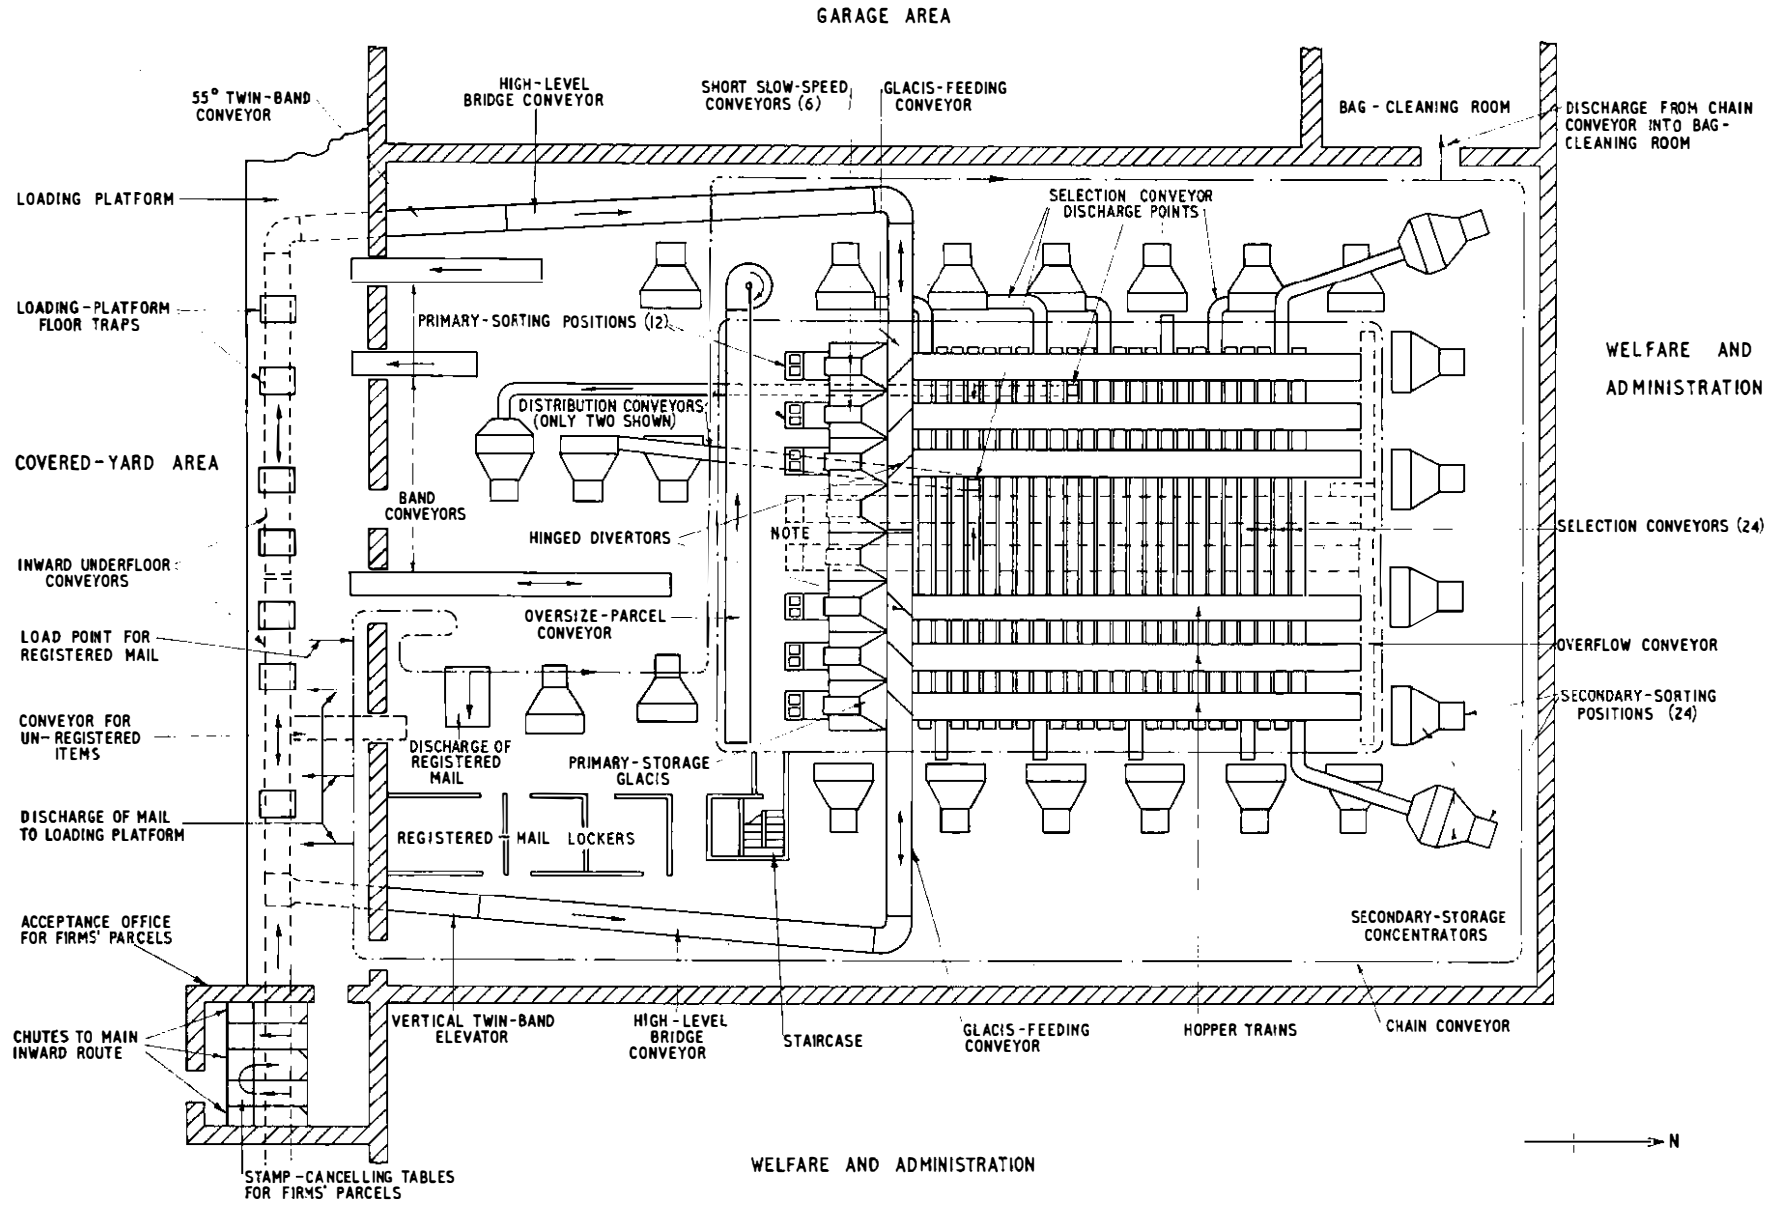 GARAGE AREA
55° TWIN-BAND
CONVEYOR
HIGH-LEVEL
BRIDGE CONVEYOR
SHORT SLOW-SPEED
CONVEYORS (6)
GLACIS-FEEDING
CONVEYOR
BAG-CLEANING ROOM
DISCHARGE FROM CHAIN
CONVEYOR INTO BAG-
CLEANING ROOM
LOADING PLATFORM
SELECTION CONVEYOR
DISCHARGE POINTS
LOADING-PLATFORM
FLOOR TRAPS
PRIMARY-SORTING POSITIONS (12)
WELFARE AND
ADMINISTRATION
DISTRIBUTION CONVEYORS
(ONLY TWO SHOWN)
COVERED-YARD AREA
BAND
CONVEYORS
HINGED DIVERTORS
NOTE
SELECTION CONVEYORS (24)
INWARD UNDERFLOOR
CONVEYORS
OVERSIZE-PARCEL
CONVEYOR
LOAD POINT FOR
REGISTERED MAIL
OVERFLOW CONVEYOR
SECONDARY-SORTING
POSITIONS (24)
CONVEYOR FOR
UN-REGISTERED
ITEMS
DISCHARGE OF
REGISTERED
MAIL
PRIMARY-STORAGE
GLACIS
DISCHARGE OF MAIL
TO LOADING PLATFORM
REGISTERED MAIL LOCKERS
ACCEPTANCE OFFICE
FOR FIRMS' PARCELS
SECONDARY-STORAGE
CONCENTRATORS
CHUTES TO MAIN
INWARD ROUTE
VERTICAL TWIN-BAND
ELEVATOR
HIGH-LEVEL
BRIDGE
CONVEYOR
STAIRCASE
GLACIS-FEEDING
CONVEYOR
HOPPER TRAINS
CHAIN CONVEYOR
N
STAMP-CANCELLING TABLES
FOR FIRMS' PARCELS
WELFARE AND ADMINISTRATION